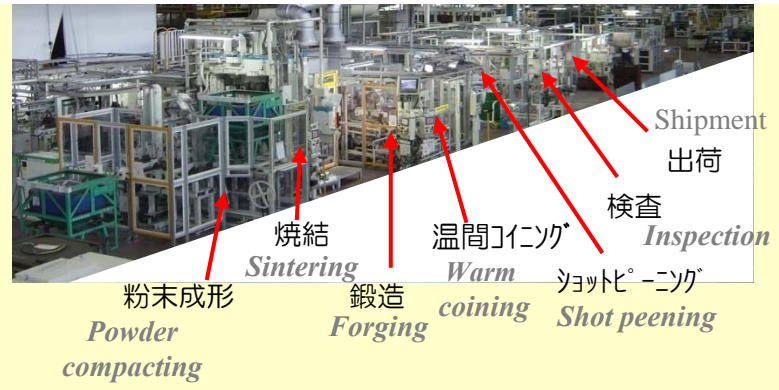 粉末成形
Powder
compacting
焼結
Sintering
鍛造
Forging
温間ｺｲﾆﾝｸﾞ
Warm
coining
ｼｮｯﾄﾋﾟｰﾆﾝｸﾞ
Shot peening
検査
Inspection
Shipment
出荷